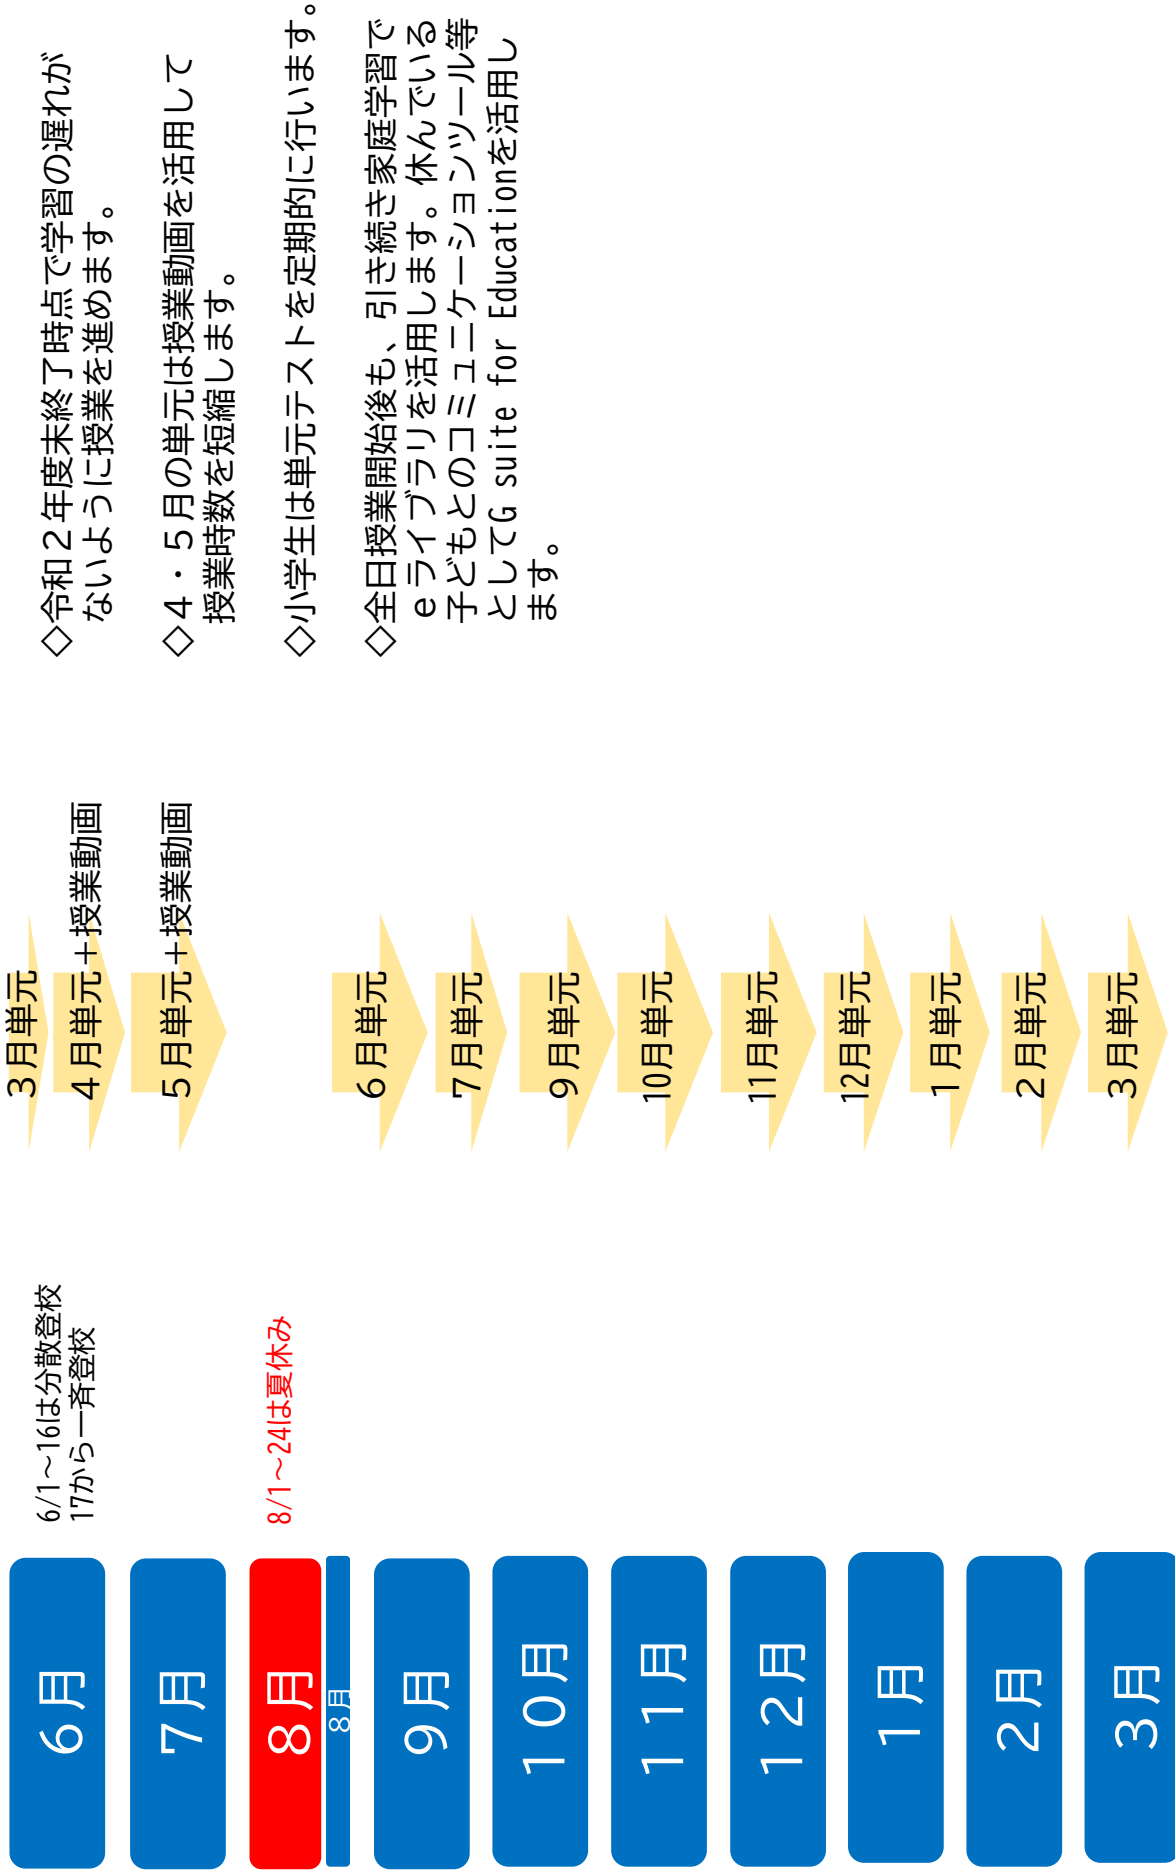 6月
7月
8月
8月
9月
10月
11月
12月
1月
2月
3月
6/1～16は分散登校
17から一斉登校
8/1～24は夏休み
3月単元
4月単元＋授業動画
5月単元＋授業動画
6月単元
7月単元
9月単元
10月単元
11月単元
12月単元
1月単元
2月単元
3月単元
◇令和２年度末終了時点で学習の遅れが
ないように授業を進めます。
◇４・５月の単元は授業動画を活用して
授業時数を短縮します。
◇小学生は単元テストを定期的に行います。
◇全日授業開始後も、引き続き家庭学習で
ｅライブラリを活用します。休んでいる
子どもとのコミュニケーションツール等
としてG suite for Educationを活用し
ます。